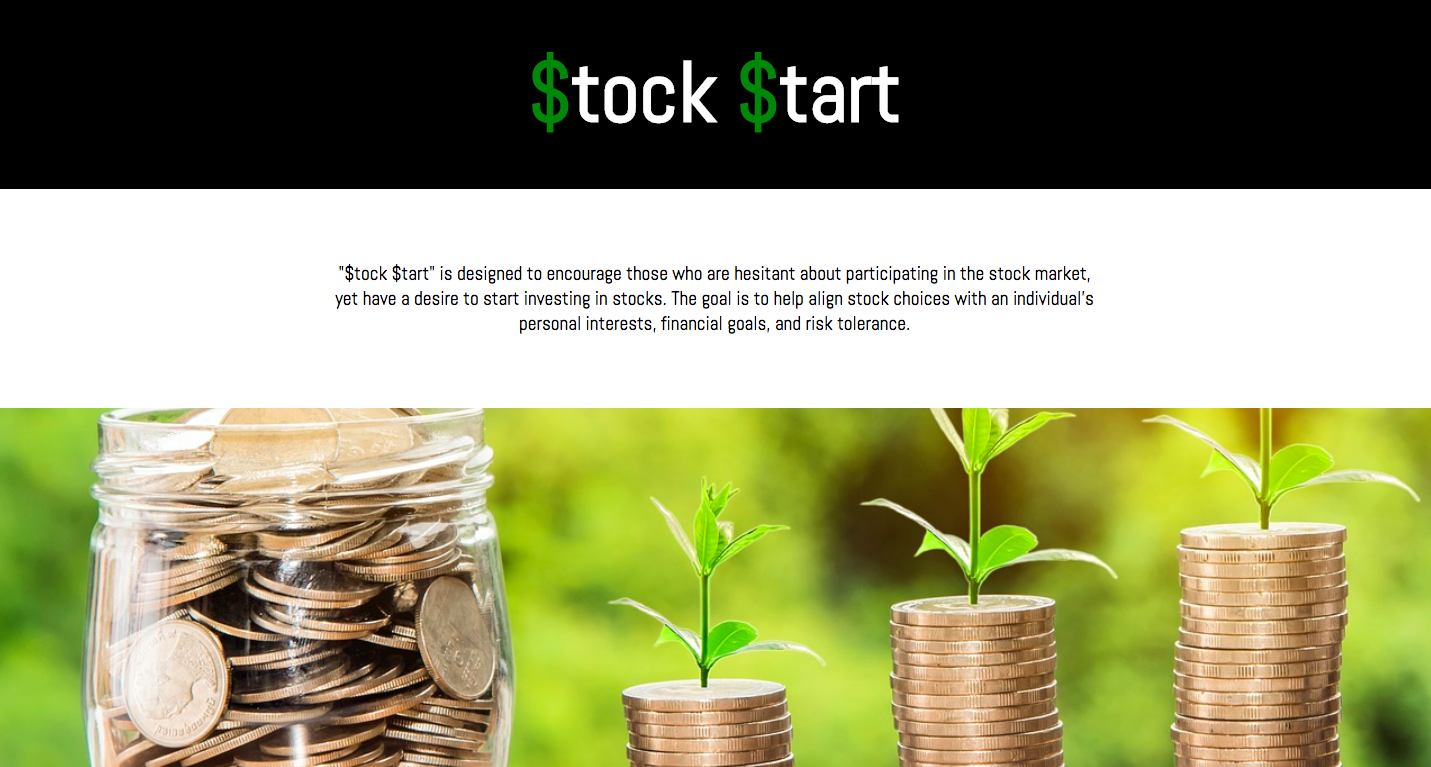 $tock $tart
"$tock $tart" is designed to encourage those who are hesitant about participating in the stock market,
yet have a desire to start investing in stocks. The goal is to help align stock choices with an individual's
personal interests, financial goals, and risk tolerance.